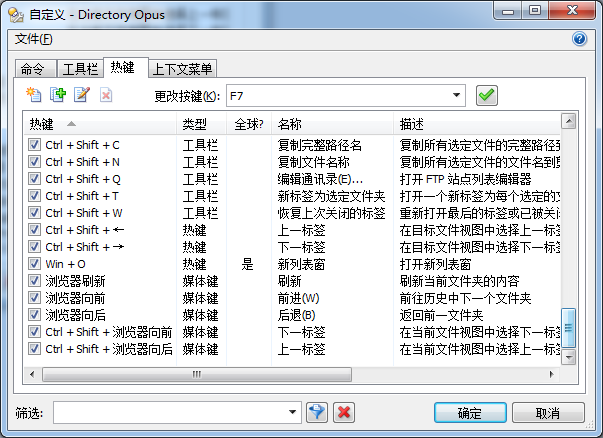 自定义 - Directory Opus
文件(F)
命令 工具栏 热键 上下文菜单
更改按键(K): F7
热键 类型 全球? 名称 描述
Ctrl + Shift + C 工具栏 复制完整路径名 复制所有选定文件的完整路径到
Ctrl + Shift + N 工具栏 复制文件名称 复制所有选定文件的文件名到
Ctrl + Shift + Q 工具栏 编辑通讯录(E)... 打开 FTP 站点列表编辑器
Ctrl + Shift + T 工具栏 新标签为选定文件夹 打开一个新标签为每个选定的文
Ctrl + Shift + W 工具栏 恢复上次关闭的标签 重新打开最后的标签或已被关
Ctrl + Shift + ← 热键 上一标签 在目标文件视图中选择上一标签
Ctrl + Shift + → 热键 下一标签 在目标文件视图中选择下一标签
Win + O 热键 是 新列表窗 打开新列表窗
浏览器刷新 媒体键 刷新 刷新当前文件夹的内容
浏览器向前 媒体键 前进(W) 前往历史中下一个文件夹
浏览器向后 媒体键 后退(B) 返回前一文件夹
Ctrl + Shift + 浏览器向前 媒体键 下一标签 在当前文件视图中选择下一标签
Ctrl + Shift + 浏览器向后 媒体键 上一标签 在当前文件视图中选择上一标签
筛选:
确定 取消